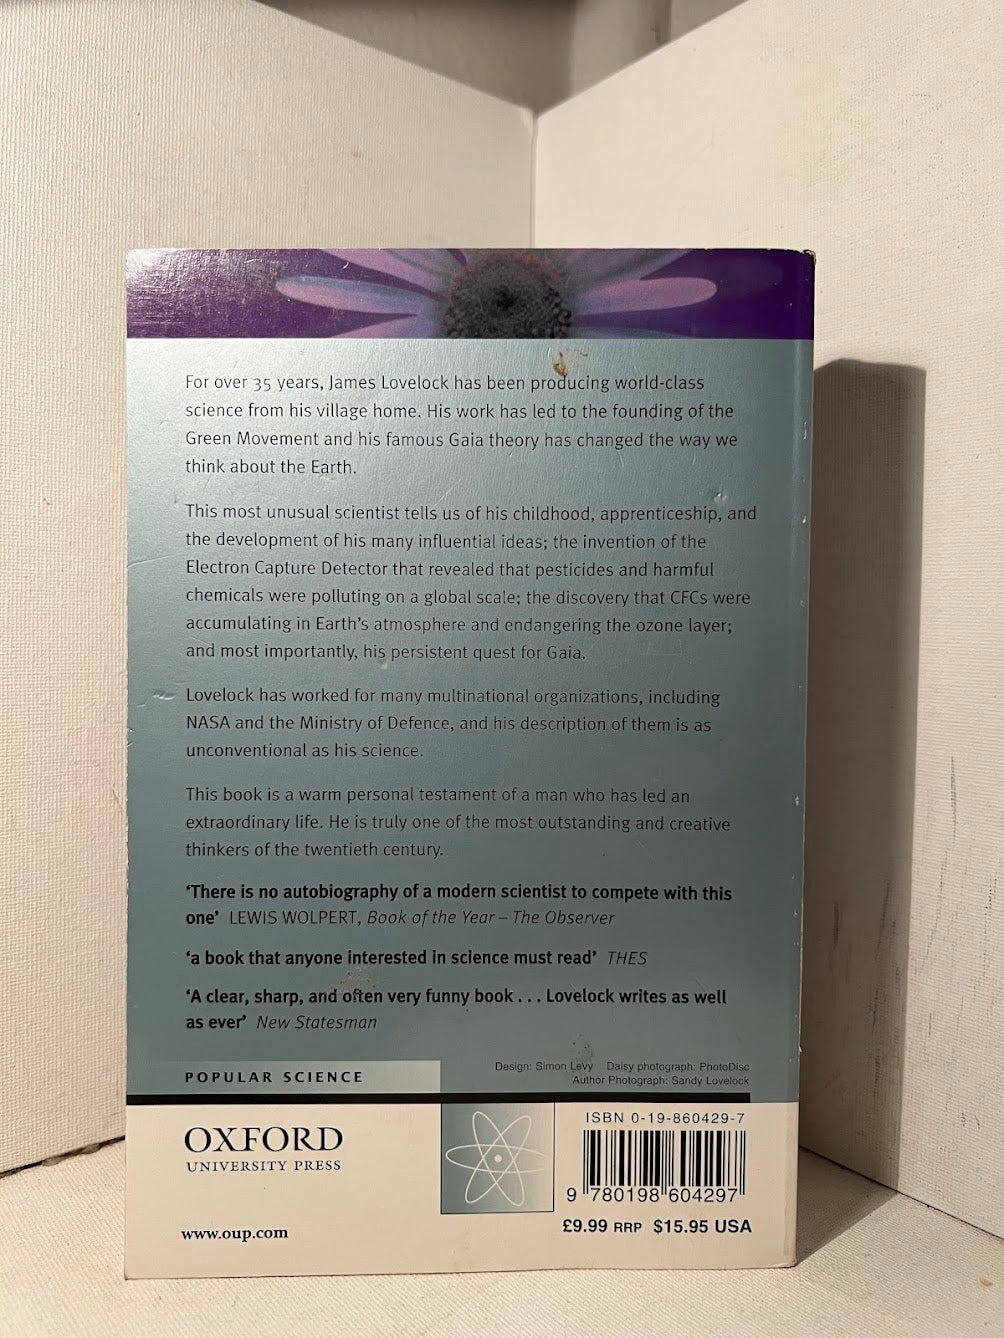 For over 35 years, James Lovelock has been producing world-class
science from his village home. His work has led to the founding of the
Green Movement and his famous Gaia theory has changed the way we
think about the Earth.
This most unusual scientist tells us of his childhood, apprenticeship, and
the development of his many influential ideas; the invention of the
Electron Capture Detector that revealed that pesticides and harmful
chemicals were polluting on a global scale; the discovery that CFCs were
accumulating in Earth's atmosphere and endangering the ozone layer;
and most importantly, his persistent quest for Gaia.
Lovelock has worked for many multinational organizations, including
NASA and the Ministry of Defence, and his description of them is as
unconventional as his science.
This book is a warm personal testament of a man who has led an
extraordinary life. He is truly one of the most outstanding and creative
thinkers of the twentieth century.
‘There is no autobiography of a modern scientist to compete with this
one’ LEWIS WOLPERT, Book of the Year – The Observer
‘a book that anyone interested in science must read’ THES
‘A clear, sharp, and often very funny book . . . Lovelock writes as well
as ever’ New Statesman
Design: Simon Levy Daisy photograph: PhotoDisc
Author Photograph: Sandy Lovelock
POPULAR SCIENCE
OXFORD
UNIVERSITY PRESS
www.oup.com
ISBN 0-19-860429-7
9 780198 604297
£9.99 RRP $15.95 USA